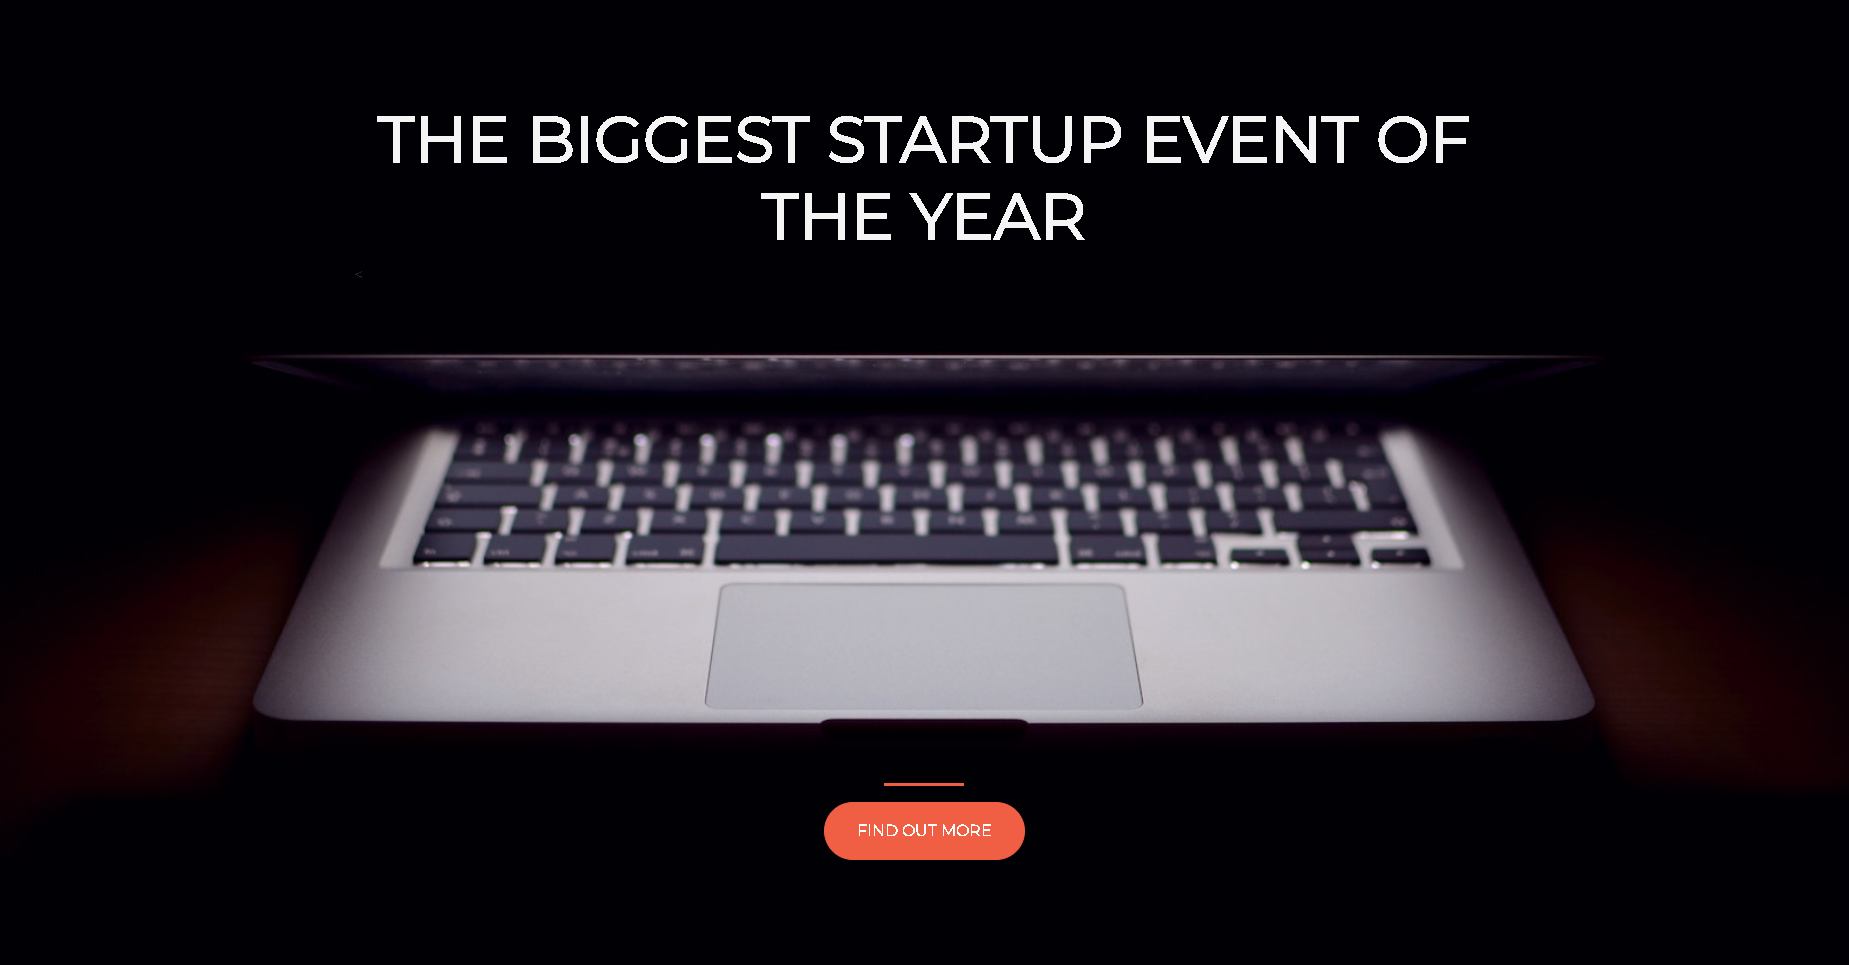 THE BIGGEST STARTUP EVENT OF
THE YEAR
<
FIND OUT MORE